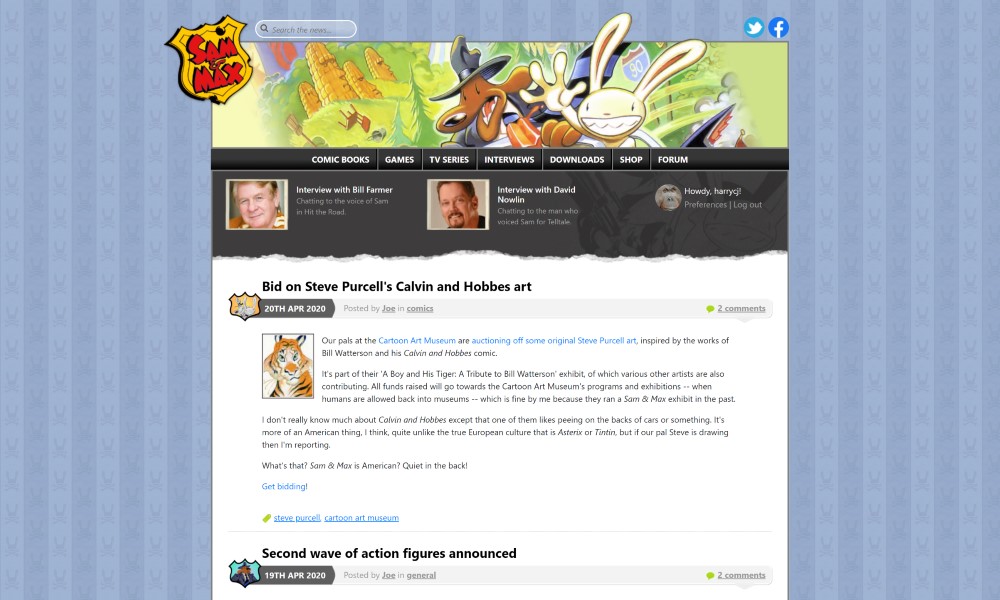 SAM & MAX
Search the news...
90
COMIC BOOKS
GAMES
TV SERIES
INTERVIEWS
DOWNLOADS
SHOP
FORUM
Interview with Bill Farmer
Chatting to the voice of Sam
in Hit the Road.
Interview with David
Nowlin
Chatting to the man who
voiced Sam for Telltale.
Howdy, harrycj!
Preferences | Log out
Bid on Steve Purcell's Calvin and Hobbes art
20TH APR 2020
Posted by Joe in comics
2 comments
Our pals at the Cartoon Art Museum are auctioning off some original Steve Purcell art, inspired by the works of
Bill Watterson and his Calvin and Hobbes comic.
It's part of their 'A Boy and His Tiger: A Tribute to Bill Watterson' exhibit, of which various other artists are also
contributing. All funds raised will go towards the Cartoon Art Museum's programs and exhibitions -- when
humans are allowed back into museums -- which is fine by me because they ran a Sam & Max exhibit in the past.
I don't really know much about Calvin and Hobbes except that one of them likes peeing on the backs of cars or something. It's
more of an American thing, I think, quite unlike the true European culture that is Asterix or Tintin, but if our pal Steve is drawing
then I'm reporting.
What's that? Sam & Max is American? Quiet in the back!
Get bidding!
steve purcell, cartoon art museum
Second wave of action figures announced
19TH APR 2020
Posted by Joe in general
2 comments